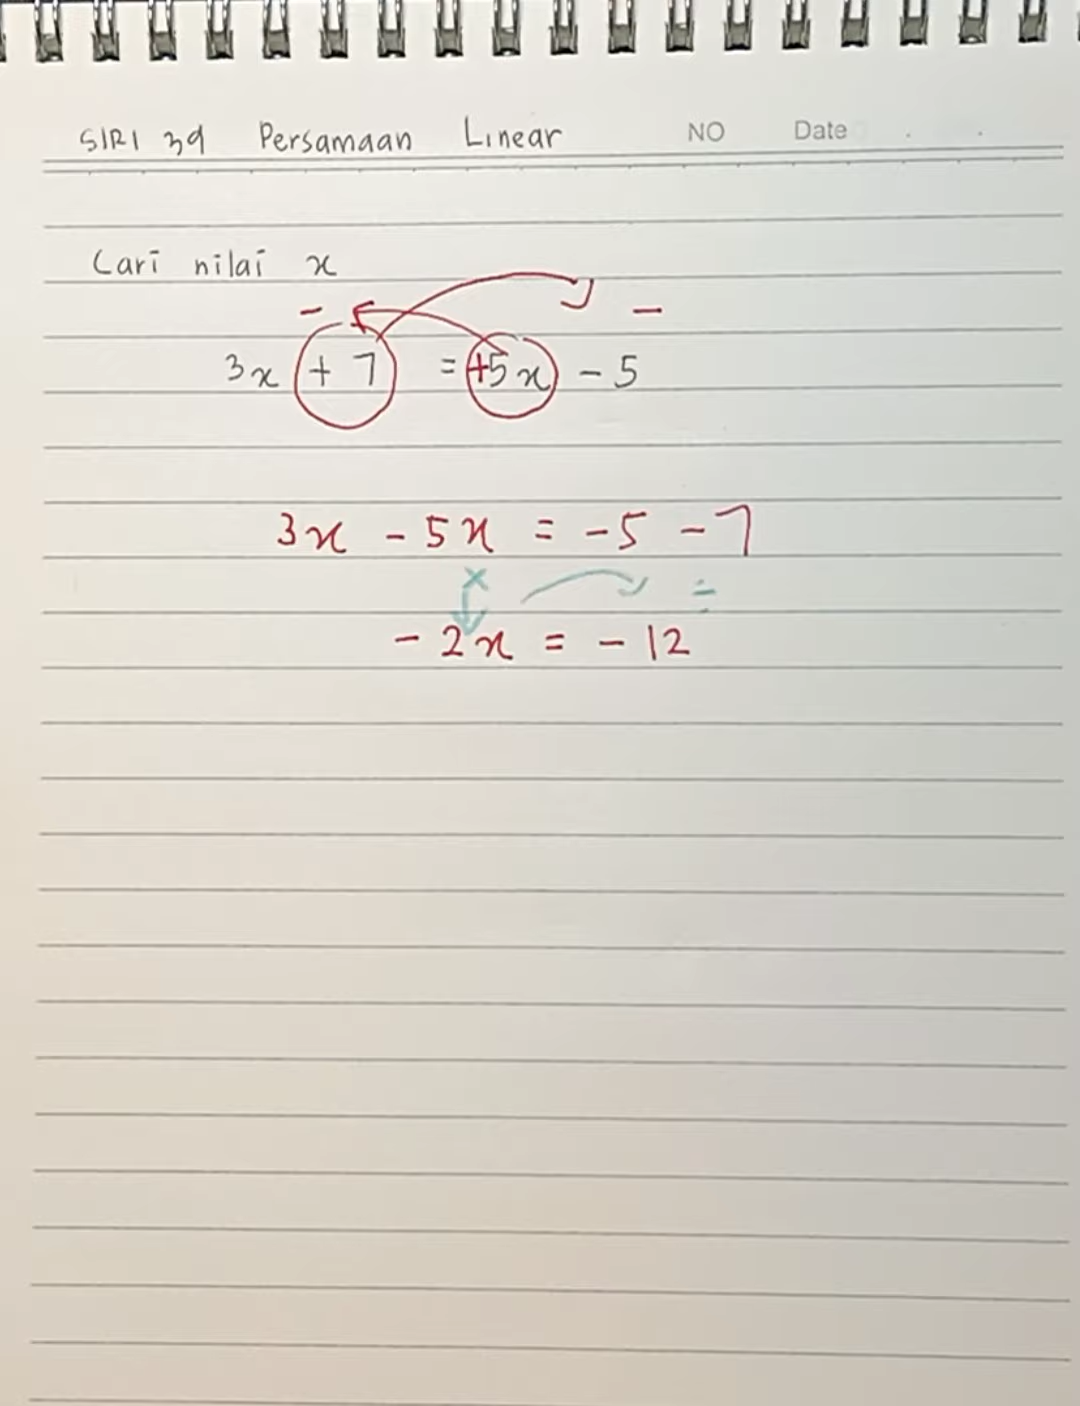 SIRI 39 Persamaan Linear NO Date
Cari nilai x
- -
3x + 7 = +5x - 5
3x - 5x = -5 - 7
× ÷
- 2x = - 12